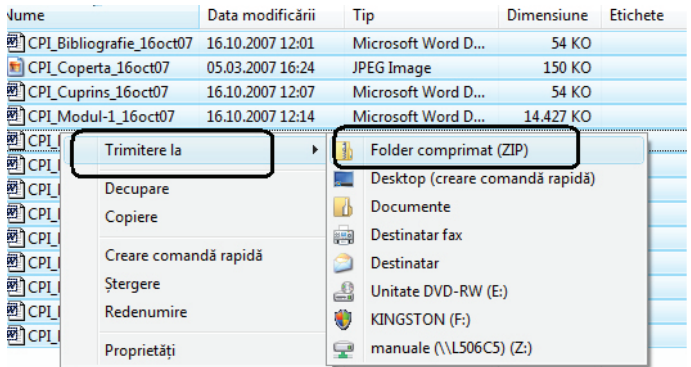 Nume Data modificării Tip Dimensiune Etichete
CPI_Bibliografie_16oct07 16.10.2007 12:01 Microsoft Word D... 54 KO
CPI_Coperta_16oct07 05.03.2007 16:24 JPEG Image 150 KO
CPI_Cuprins_16oct07 16.10.2007 12:07 Microsoft Word D... 54 KO
CPI_Modul-1_16oct07 16.10.2007 12:14 Microsoft Word D... 14.427 KO
Trimitere la
Decupare
Copiere
Creare comandă rapidă
Ștergere
Redenumire
Proprietăți
Folder comprimat (ZIP)
Desktop (creare comandă rapidă)
Documente
Destinatar fax
Destinatar
Unitate DVD-RW (E:)
KINGSTON (F:)
manuale (\\L506C5) (Z:)